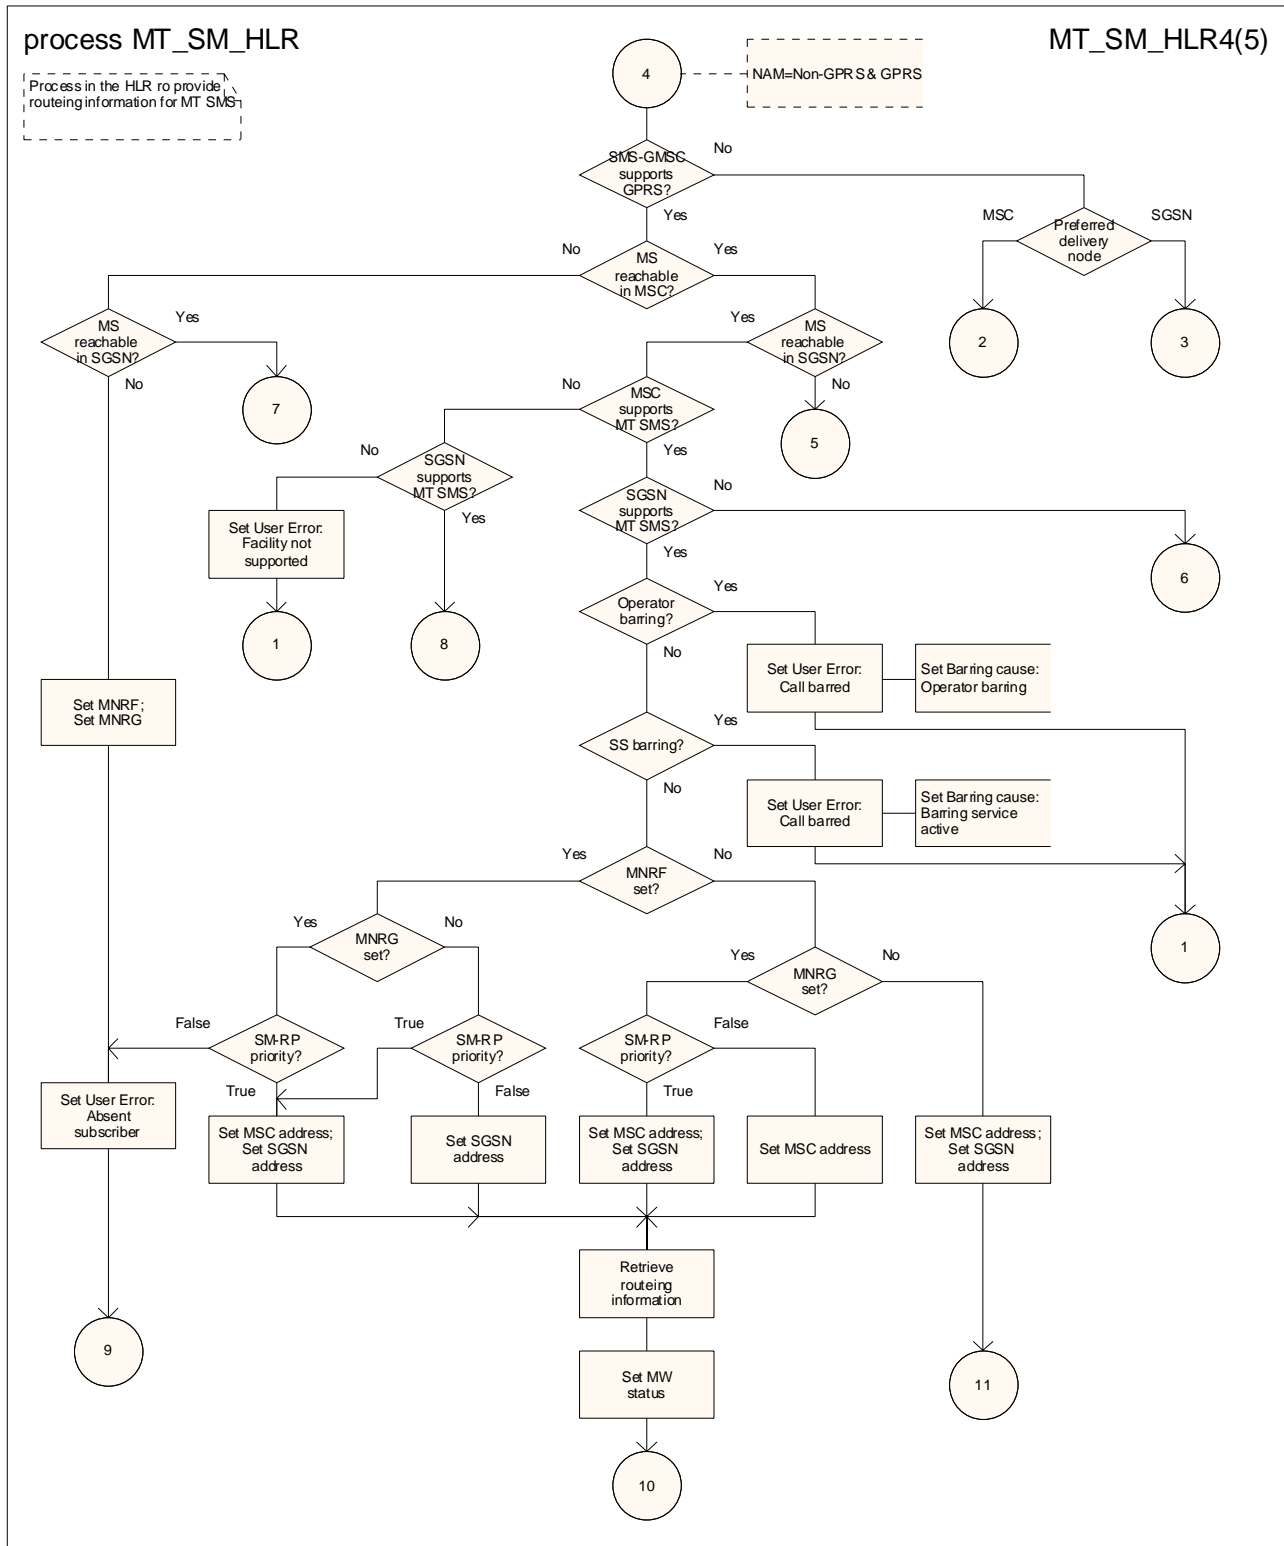 process MT_SM_HLR
MT_SM_HLR4(5)
Process in the HLR ro provide
routeing information for MT SMS
4
NAM=Non-GPRS & GPRS
SMS-GMSC
supports
GPRS?
No
Yes
MSC
SGSN
Preferred
delivery
node
No
Yes
MS
reachable
in MSC?
2
3
MS
reachable
in SGSN?
Yes
No
7
Yes
MS
reachable
in SGSN?
No
5
No
MSC
supports
MT SMS?
Yes
No
SGSN
supports
MT SMS?
Yes
SGSN
supports
MT SMS?
No
Yes
6
Set User Error:
Facility not
supported
1
8
Operator
barring?
Yes
No
Set User Error:
Call barred
Set Barring cause:
Operator barring
Set MNRF;
Set MNRG
SS barring?
Yes
No
Set User Error:
Call barred
Set Barring cause:
Barring service
active
Yes
No
MNRF
set?
1
Yes
No
MNRG
set?
Yes
No
MNRG
set?
False
SM-RP
priority?
True
True
SM-RP
priority?
False
SM-RP
priority?
False
True
Set User Error:
Absent
subscriber
Set MSC address;
Set SGSN
address
Set SGSN
address
Set MSC address;
Set SGSN
address
Set MSC address
Set MSC address;
Set SGSN
address
Retrieve
routeing
information
9
Set MW
status
11
10